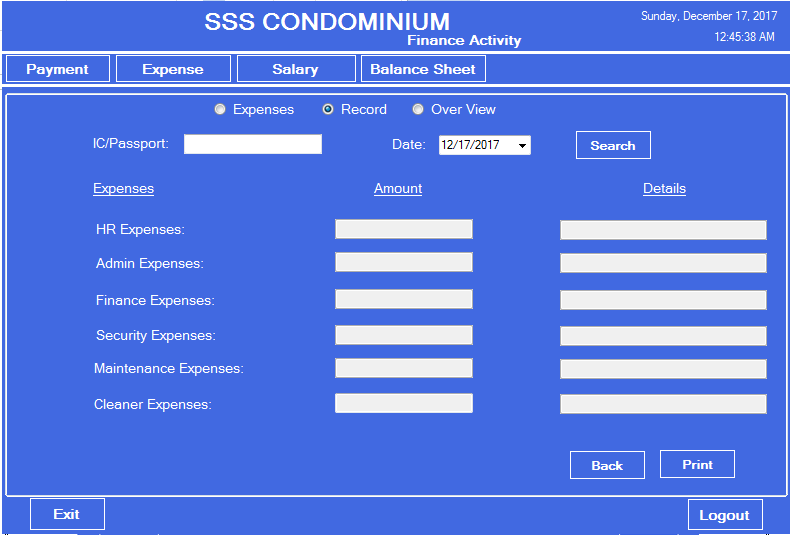 SSS CONDOMINIUM
Finance Activity
Sunday, December 17, 2017
12:45:38 AM
Payment Expense Salary Balance Sheet
Expenses Record Over View
IC/Passport: Date: 12/17/2017 Search
Expenses Amount Details
HR Expenses:
Admin Expenses:
Finance Expenses:
Security Expenses:
Maintenance Expenses:
Cleaner Expenses:
Back Print
Exit Logout